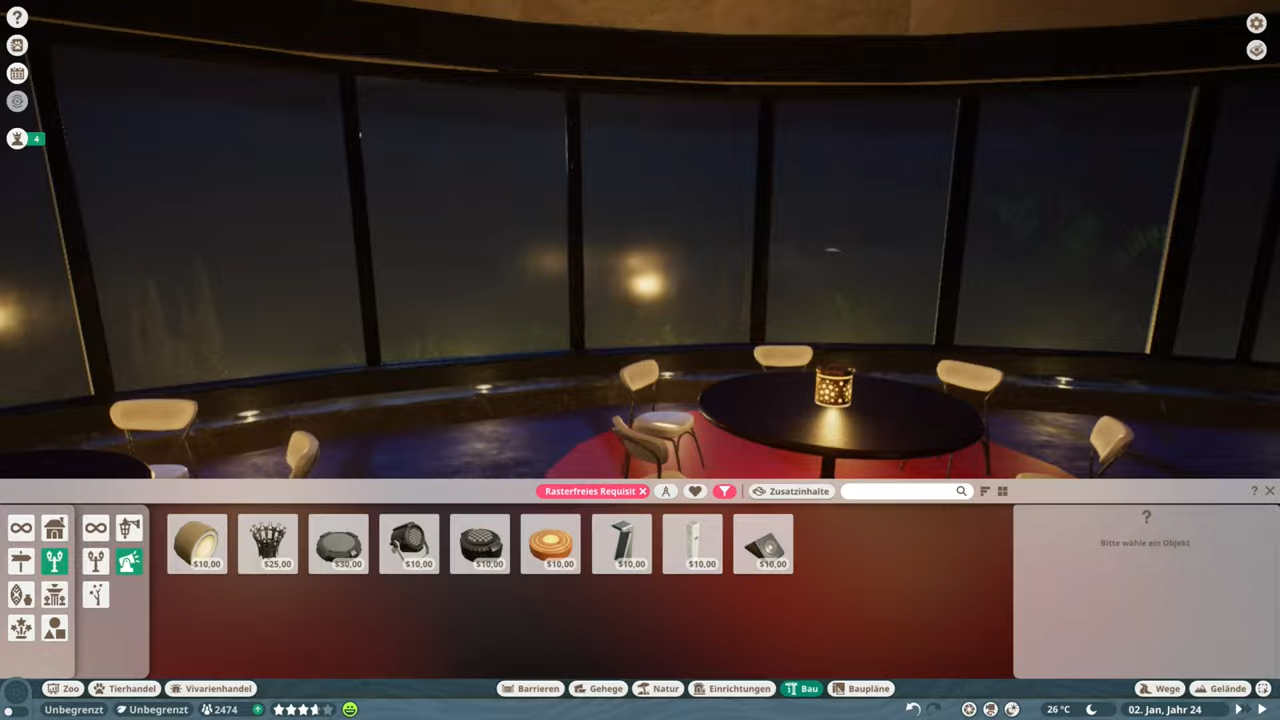 ?
4
Rasterfreies Requisit ×
Zusatzinhalte
? ×
$10,00
$25,00
$30,00
$10,00
$10,00
$10,00
$10,00
$10,00
$10,00
?
Bitte wähle ein Objekt
Zoo
Tierhandel
Vivarienhandel
Barrieren
Gehege
Natur
Einrichtungen
Bau
Baupläne
Wege
Gelände
Unbegrenzt
Unbegrenzt
2474
26 °C
02. Jan, Jahr 24